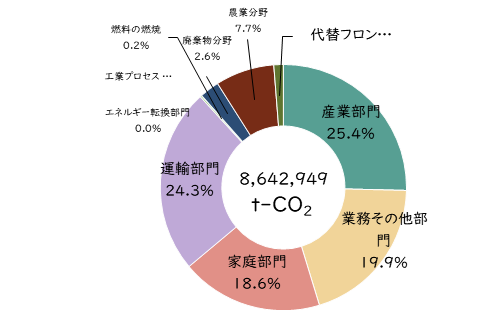 農業分野
7.7%
燃料の燃焼
0.2%
廃棄物分野
2.6%
代替フロン…
工業プロセス…
エネルギー転換部門
0.0%
産業部門
25.4%
運輸部門
24.3%
8,642,949
t-CO2
業務その他部
門
19.9%
家庭部門
18.6%